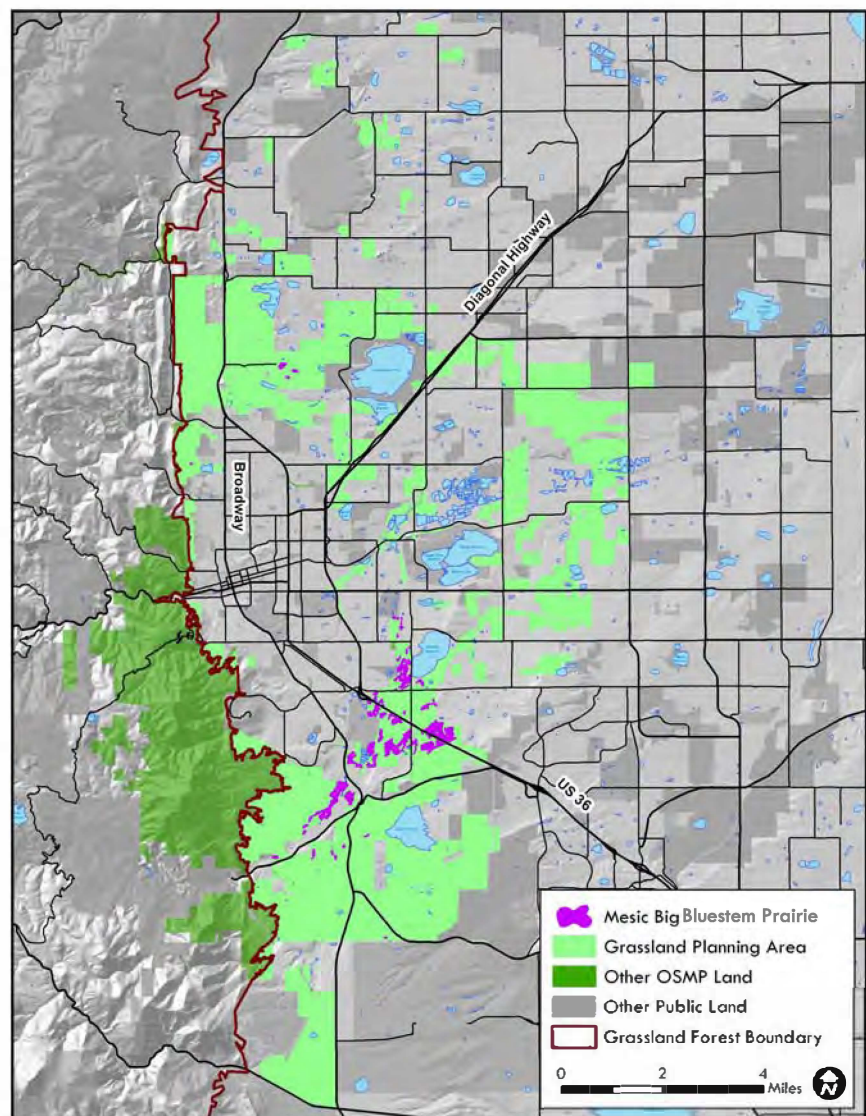 Diagonal Highway
Broadway
US 36
Mesic Big Bluestem Prairie
Grassland Planning Area
Other OSMP Land
Other Public Land
Grassland Forest Boundary
0 2 4
Miles
N